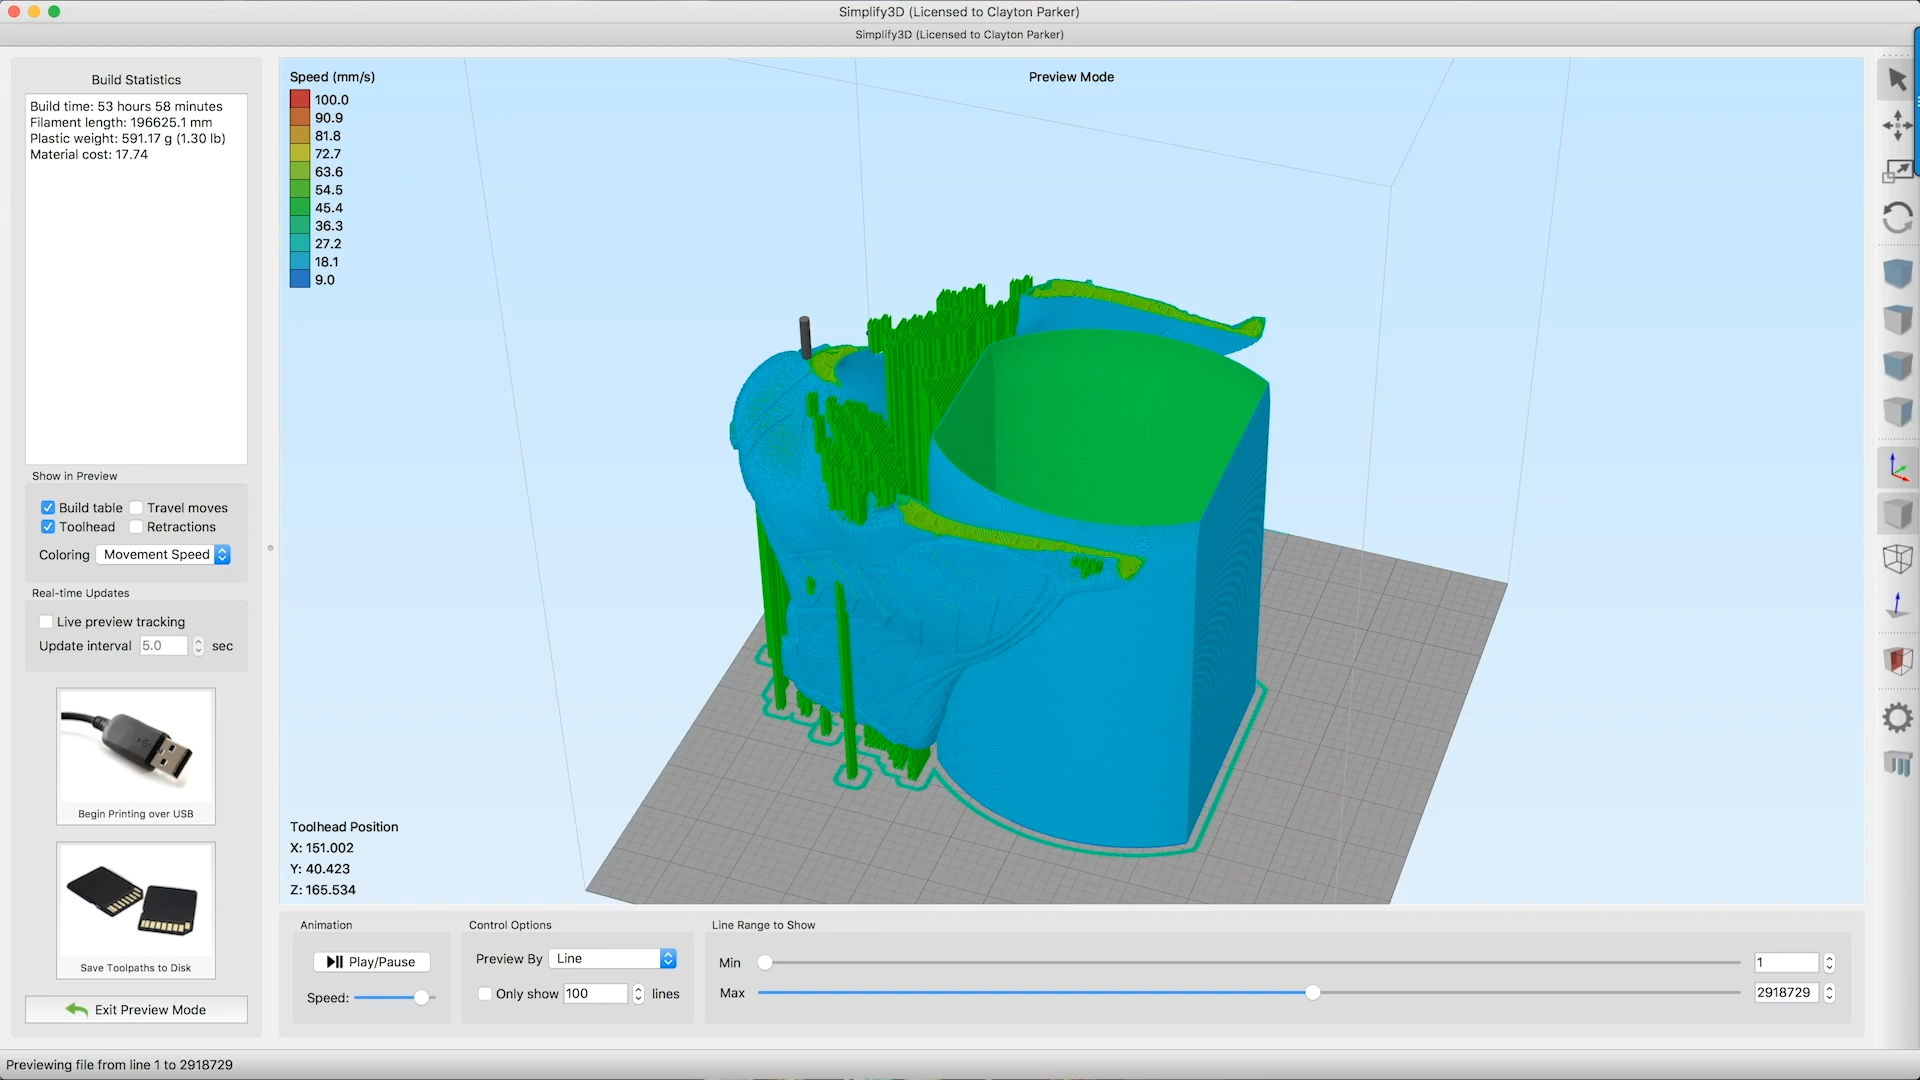 Simplify3D (Licensed to Clayton Parker)
Simplify3D (Licensed to Clayton Parker)
Build Statistics
Build time: 53 hours 58 minutes
Filament length: 196625.1 mm
Plastic weight: 591.17 g (1.30 lb)
Material cost: 17.74
Show in Preview
Build table
Travel moves
Toolhead
Retractions
Coloring Movement Speed
Real-time Updates
Live preview tracking
Update interval 5.0 sec
Begin Printing over USB
Save Toolpaths to Disk
Exit Preview Mode
Speed (mm/s)
100.0
90.9
81.8
72.7
63.6
54.5
45.4
36.3
27.2
18.1
9.0
Preview Mode
Toolhead Position
X: 151.002
Y: 40.423
Z: 165.534
Animation
Play/Pause
Speed:
Control Options
Preview By Line
Only show 100 lines
Line Range to Show
Min 1
Max 2918729
Previewing file from line 1 to 2918729